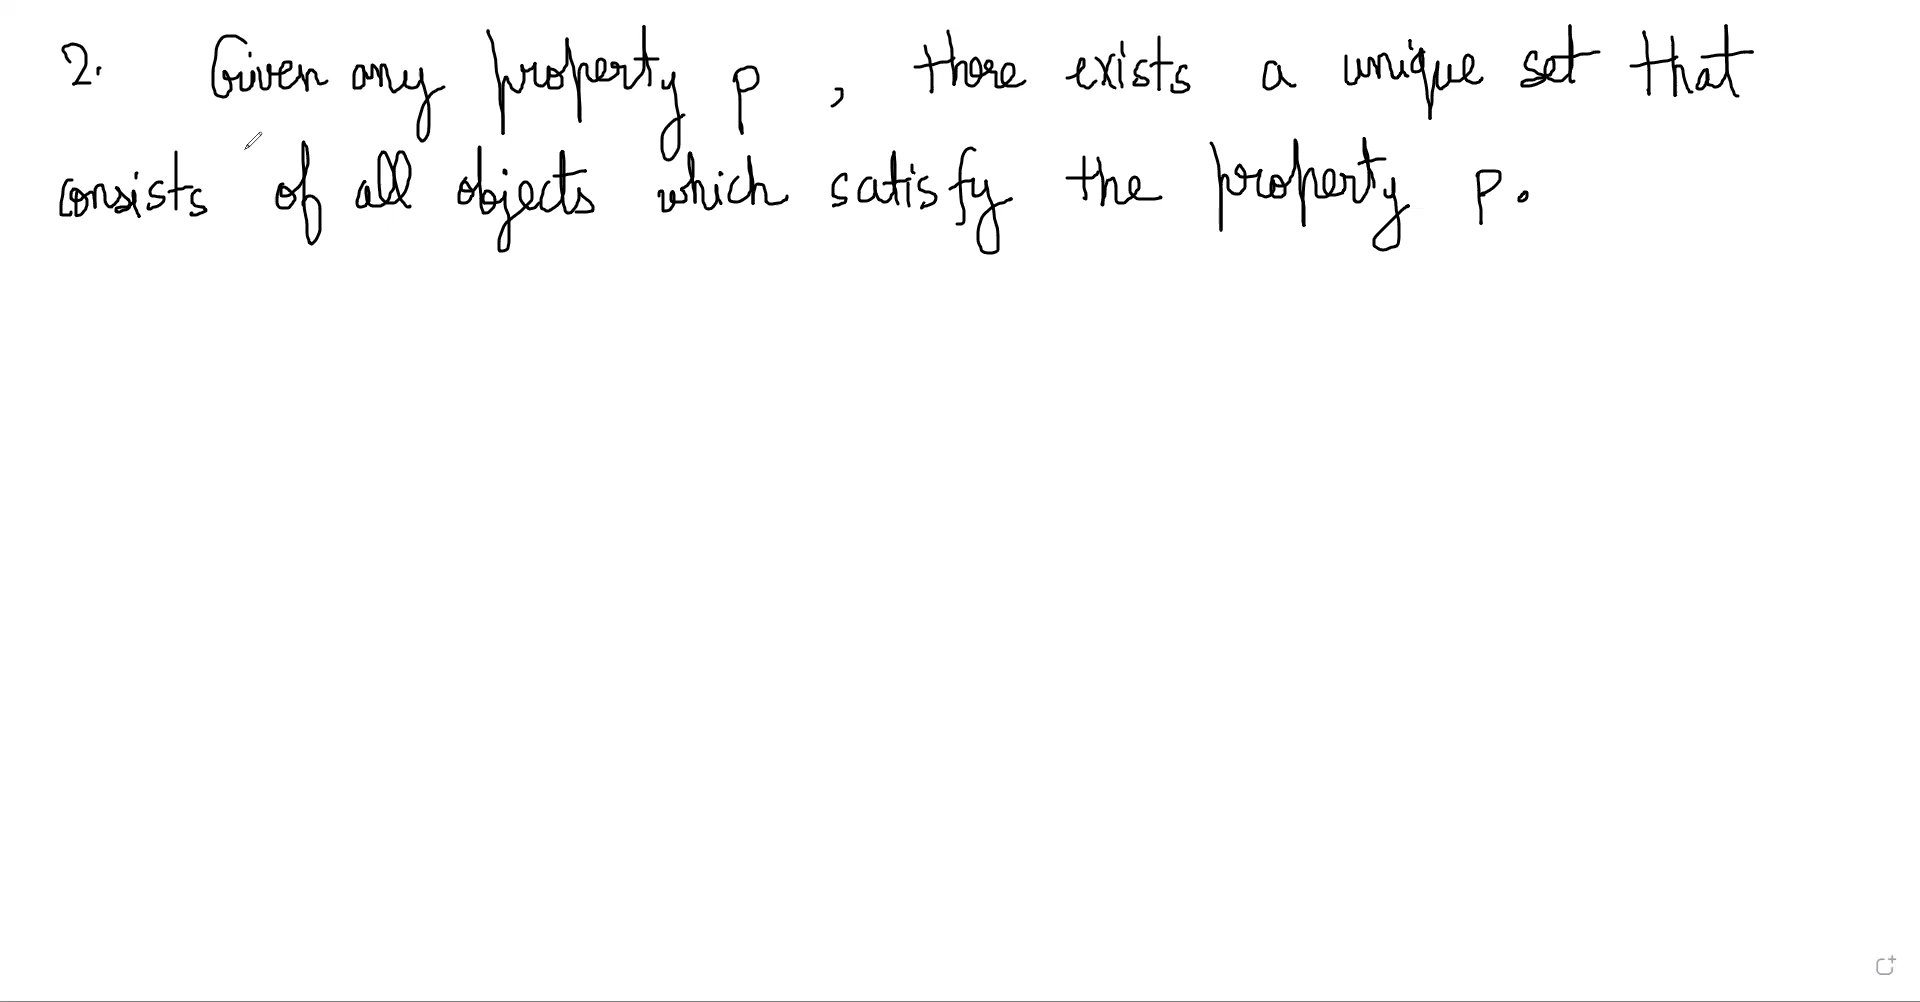 2. Given any property p, there exists a unique set that
consists of all objects which satisfy the property p.